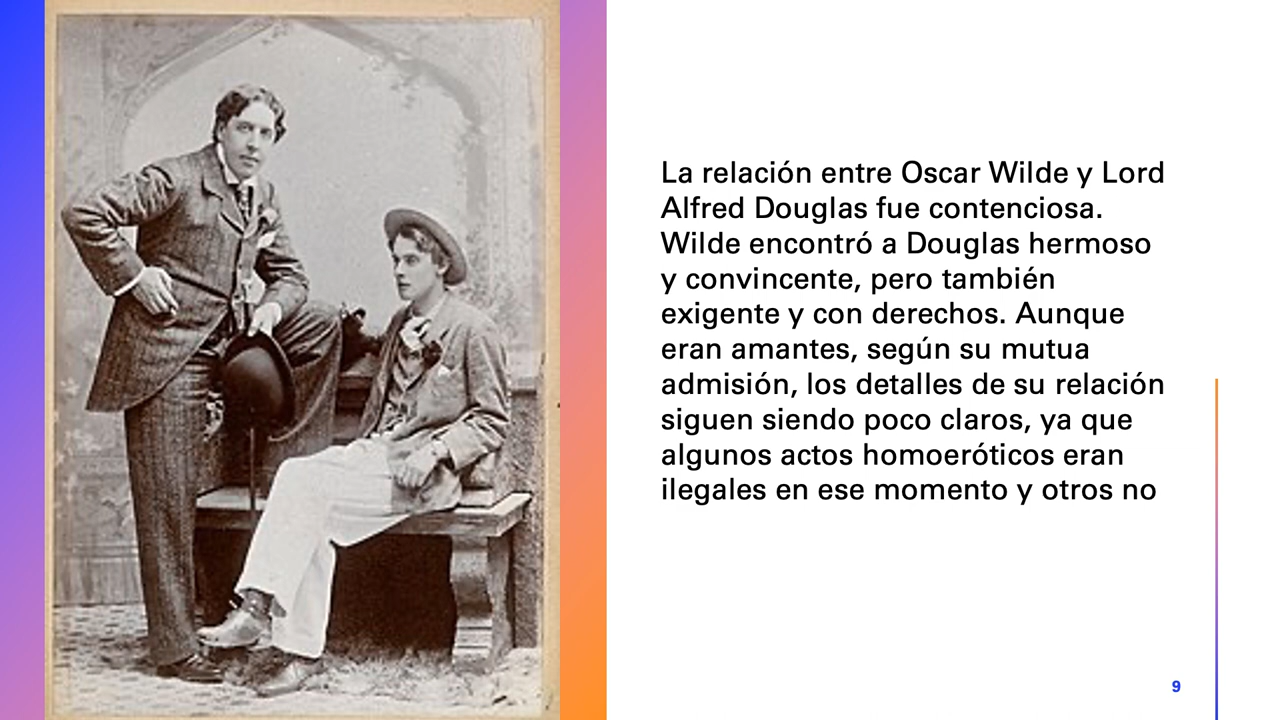 La relación entre Oscar Wilde y Lord
Alfred Douglas fue contenciosa.
Wilde encontró a Douglas hermoso
y convincente, pero también
exigente y con derechos. Aunque
eran amantes, según su mutua
admisión, los detalles de su relación
siguen siendo poco claros, ya que
algunos actos homoeróticos eran
ilegales en ese momento y otros no
9